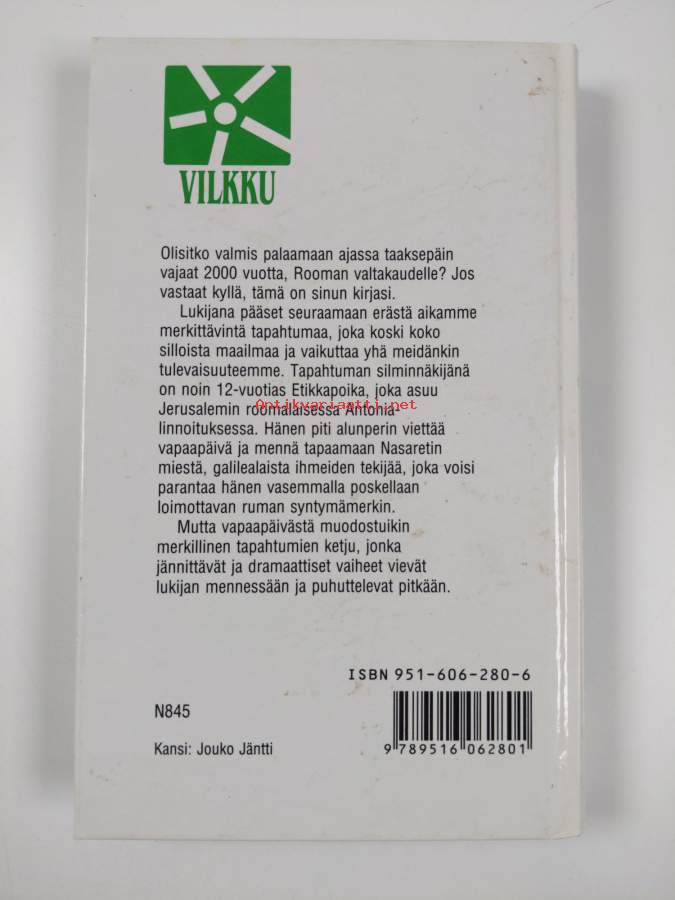 VILKKU
Olisitko valmis palaamaan ajassa taaksepäin
vajaat 2000 vuotta, Rooman valtakaudelle? Jos
vastaat kyllä, tämä on sinun kirjasi.
Lukijana pääset seuraamaan erästä aikamme
merkittävintä tapahtumaa, joka koski koko
silloista maailmaa ja vaikuttaa yhä meidänkin
tulevaisuuteemme. Tapahtuman silminnäkijänä
on noin 12-vuotias Etikkapoika, joka asuu
Antikvariaatti.net
Jerusalemin roomalaisessa Antonia-
linnoituksessa. Hänen piti alunperin viettää
vapaapäivä ja mennä tapaamaan Nasaretin
miestä, galilealaista ihmeiden tekijää, joka voisi
parantaa hänen vasemmalla poskellaan
loimottavan ruman syntymämerkin.
Mutta vapaapäivästä muodostuikin
merkillinen tapahtumien ketju, jonka
jännittävät ja dramaattiset vaiheet vievät
lukijan mennessään ja puhuttelevat pitkään.
ISBN 951-606-280-6
N845
Kansi: Jouko Jäntti
9 789516 062801